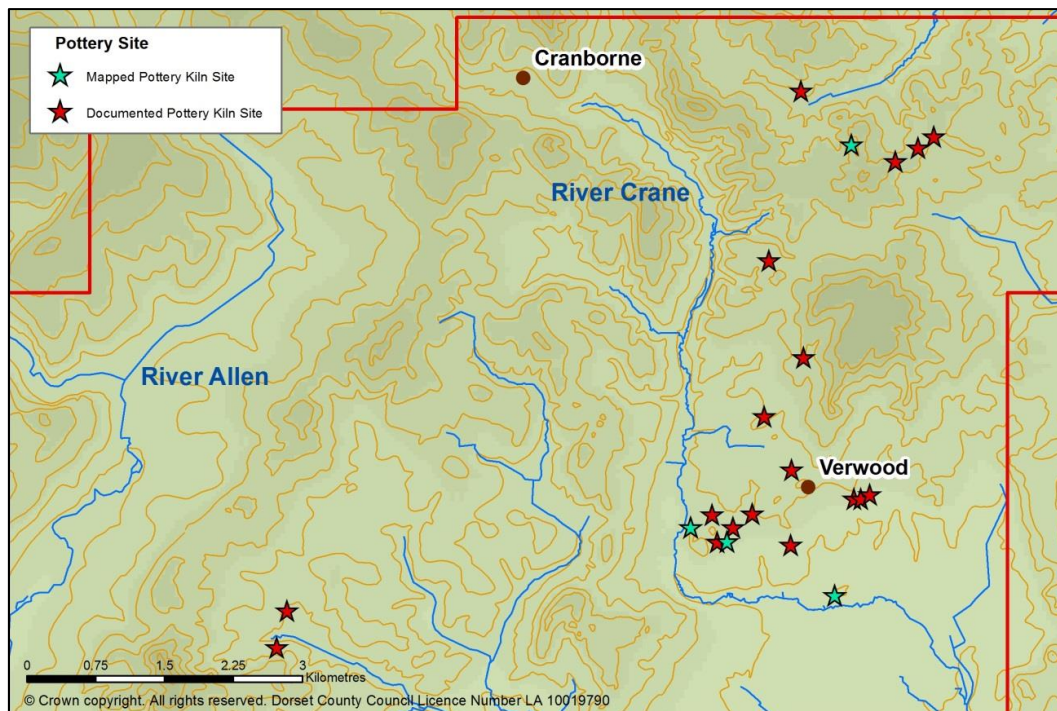 Pottery Site
Mapped Pottery Kiln Site
Documented Pottery Kiln Site
Cranborne
River Crane
River Allen
Verwood
0 0.75 1.5 2.25 3
Kilometres
© Crown copyright. All rights reserved. Dorset County Council Licence Number LA 10019790